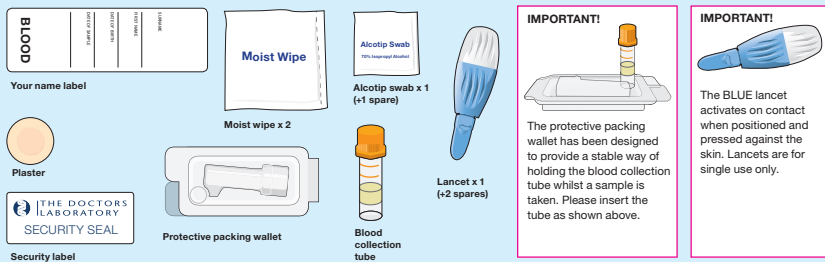 BLOOD
DATE OF SAMPLE
DATE OF BIRTH
FIRST NAME
SURNAME
Your name label
Moist Wipe
Moist wipe x 2
Alcotip Swab
70% Isopropyl Alcohol
Alcotip swab x 1
(+1 spare)
Lancet x 1
(+2 spares)
Plaster
THE DOCTORS
LABORATORY
SECURITY SEAL
Security label
Protective packing wallet
Blood
collection
tube
IMPORTANT!
The protective packing
wallet has been designed
to provide a stable way of
holding the blood collection
tube whilst a sample is
taken. Please insert the
tube as shown above.
IMPORTANT!
The BLUE lancet
activates on contact
when positioned and
pressed against the
skin. Lancets are for
single use only.